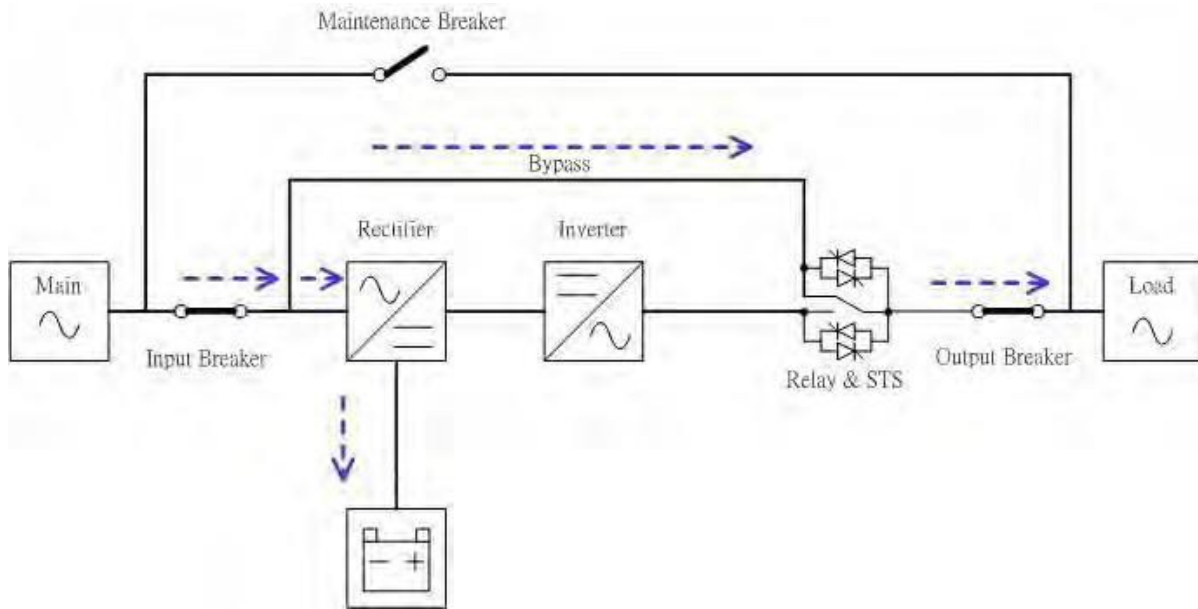 Maintenance Breaker
Bypass
Rectifier
Inverter
Main
Load
Input Breaker
Output Breaker
Relay & STS